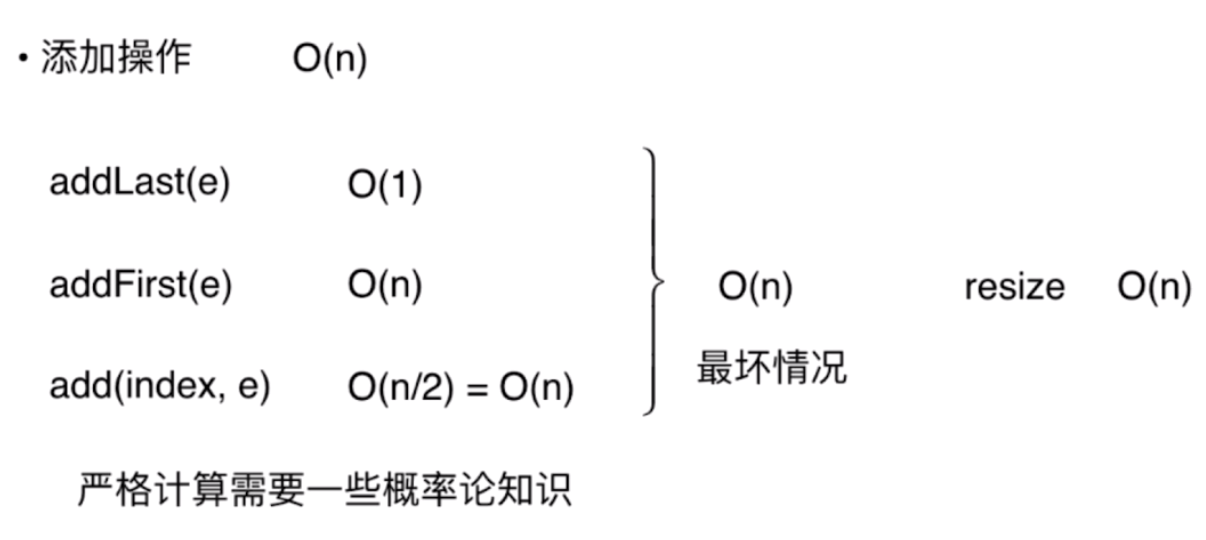 • 添加操作 O(n)
addLast(e) O(1)
addFirst(e) O(n) O(n) resize O(n)
最坏情况
add(index, e) O(n/2) = O(n)
严格计算需要一些概率论知识